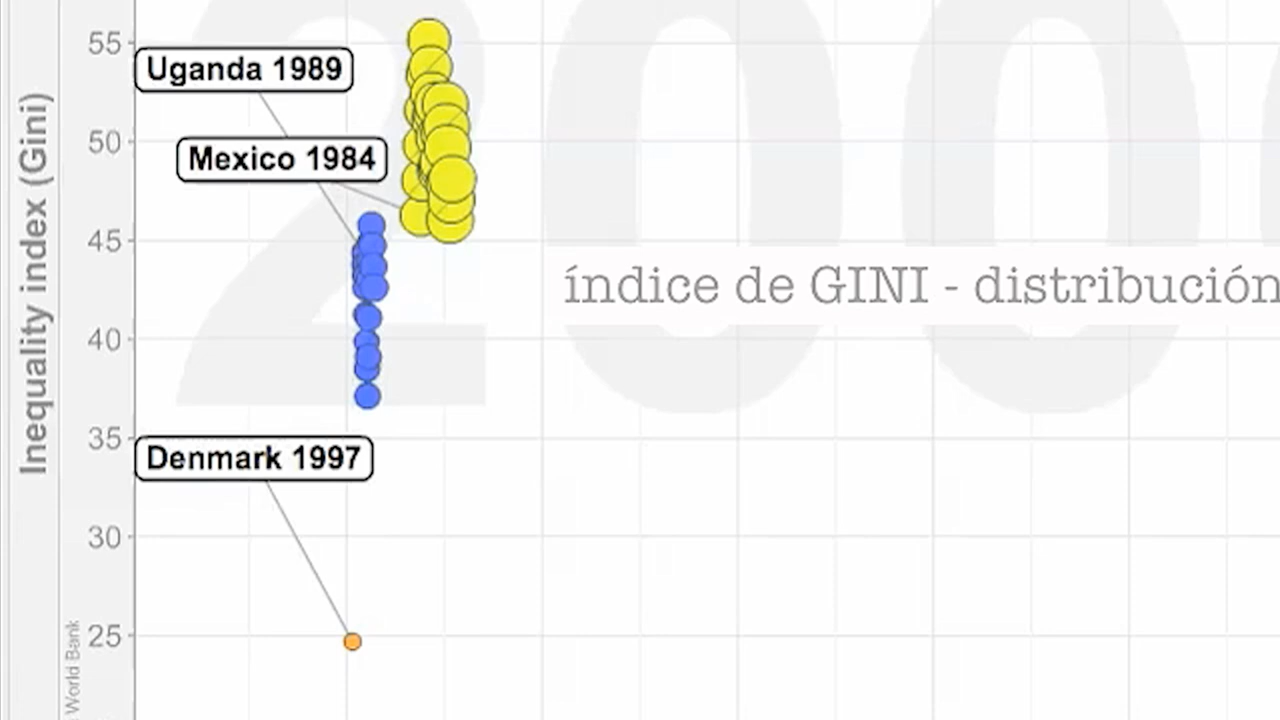 55
Uganda 1989
50
Mexico 1984
45
índice de GINI - distribución
40
35
Denmark 1997
30
25
Inequality index (Gini)
World Bank
2000